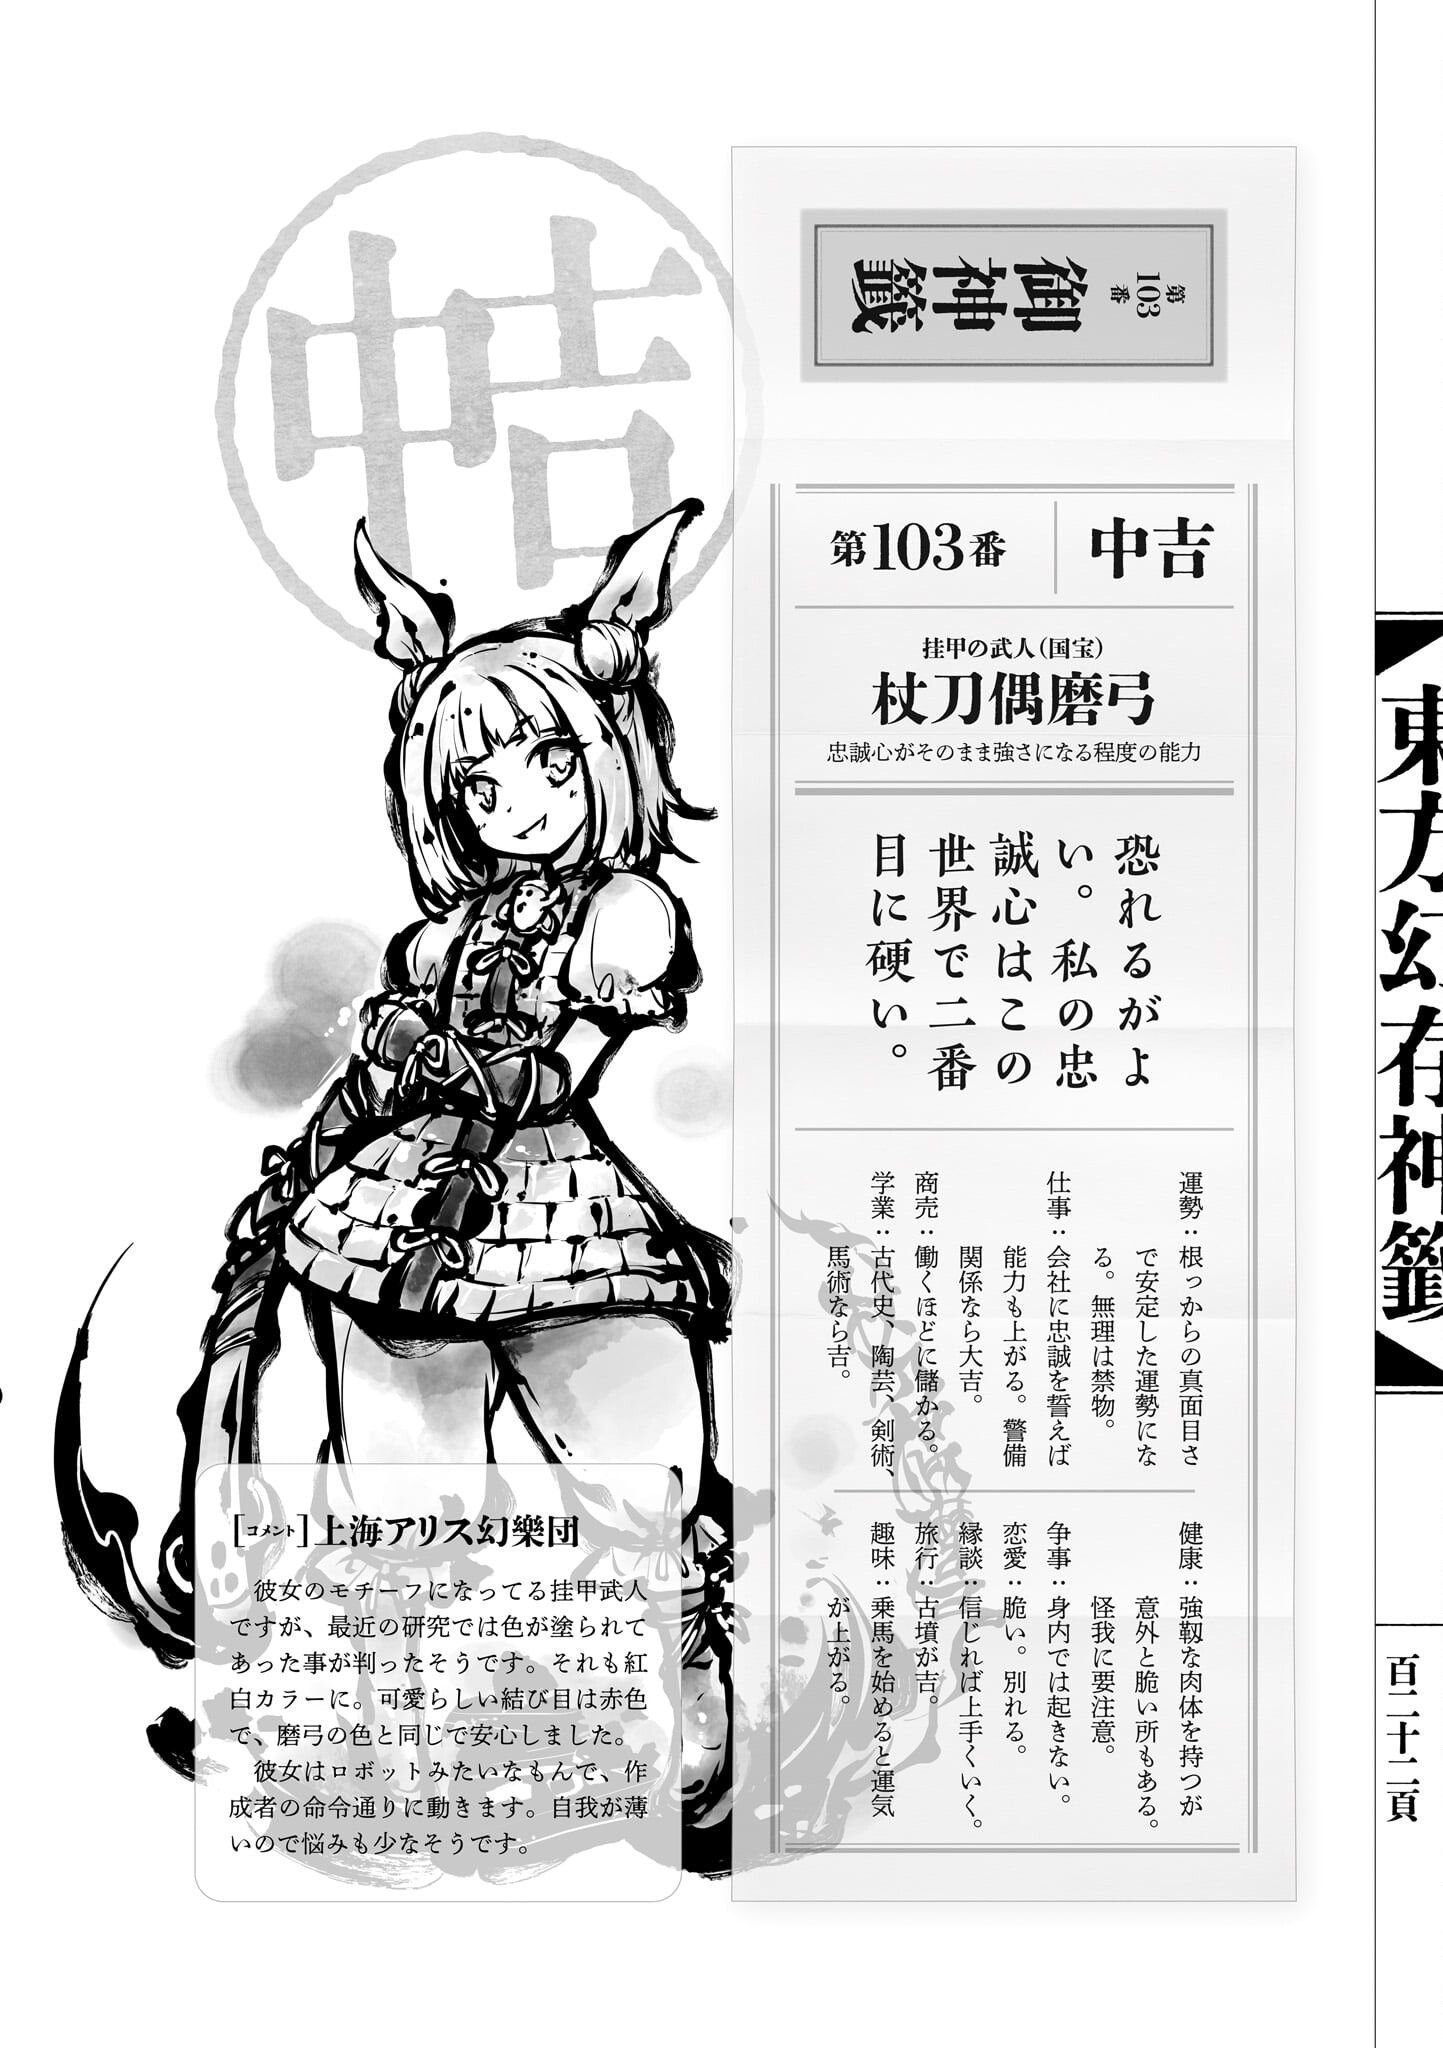 中吉
第103番
御神籤
第103番
中吉
挂甲の武人（国宝）
杖刀偶磨弓
忠誠心がそのまま強さになる程度の能力
恐れるがよ
い。私の忠
誠心はこの
世界で二番
目に硬い。
運勢：根っからの真面目さ
で安定した運勢にな
る。無理は禁物。
仕事：会社に忠誠を誓えば
能力も上がる。警備
関係なら大吉。
商売：働くほどに儲かる。
学業：古代史、陶芸、剣術、
馬術なら吉。
健康：強靱な肉体を持つが
意外と脆い所もある。
怪我に要注意。
争事：身内では起きない。
恋愛：脆い。別れる。
縁談：信じれば上手くいく。
旅行：古墳が吉。
趣味：乗馬を始めると運気
が上がる。
［コメント］上海アリス幻樂団
彼女のモチーフになってる挂甲武人
ですが、最近の研究では色が塗られて
あった事が判ったそうです。それも紅
白カラーに。可愛らしい結び目は赤色
で、磨弓の色と同じで安心しました。
彼女はロボットみたいなもんで、作
成者の命令通りに動きます。自我が薄
いので悩みも少なそうです。
東方幻存神籤
百二十二頁